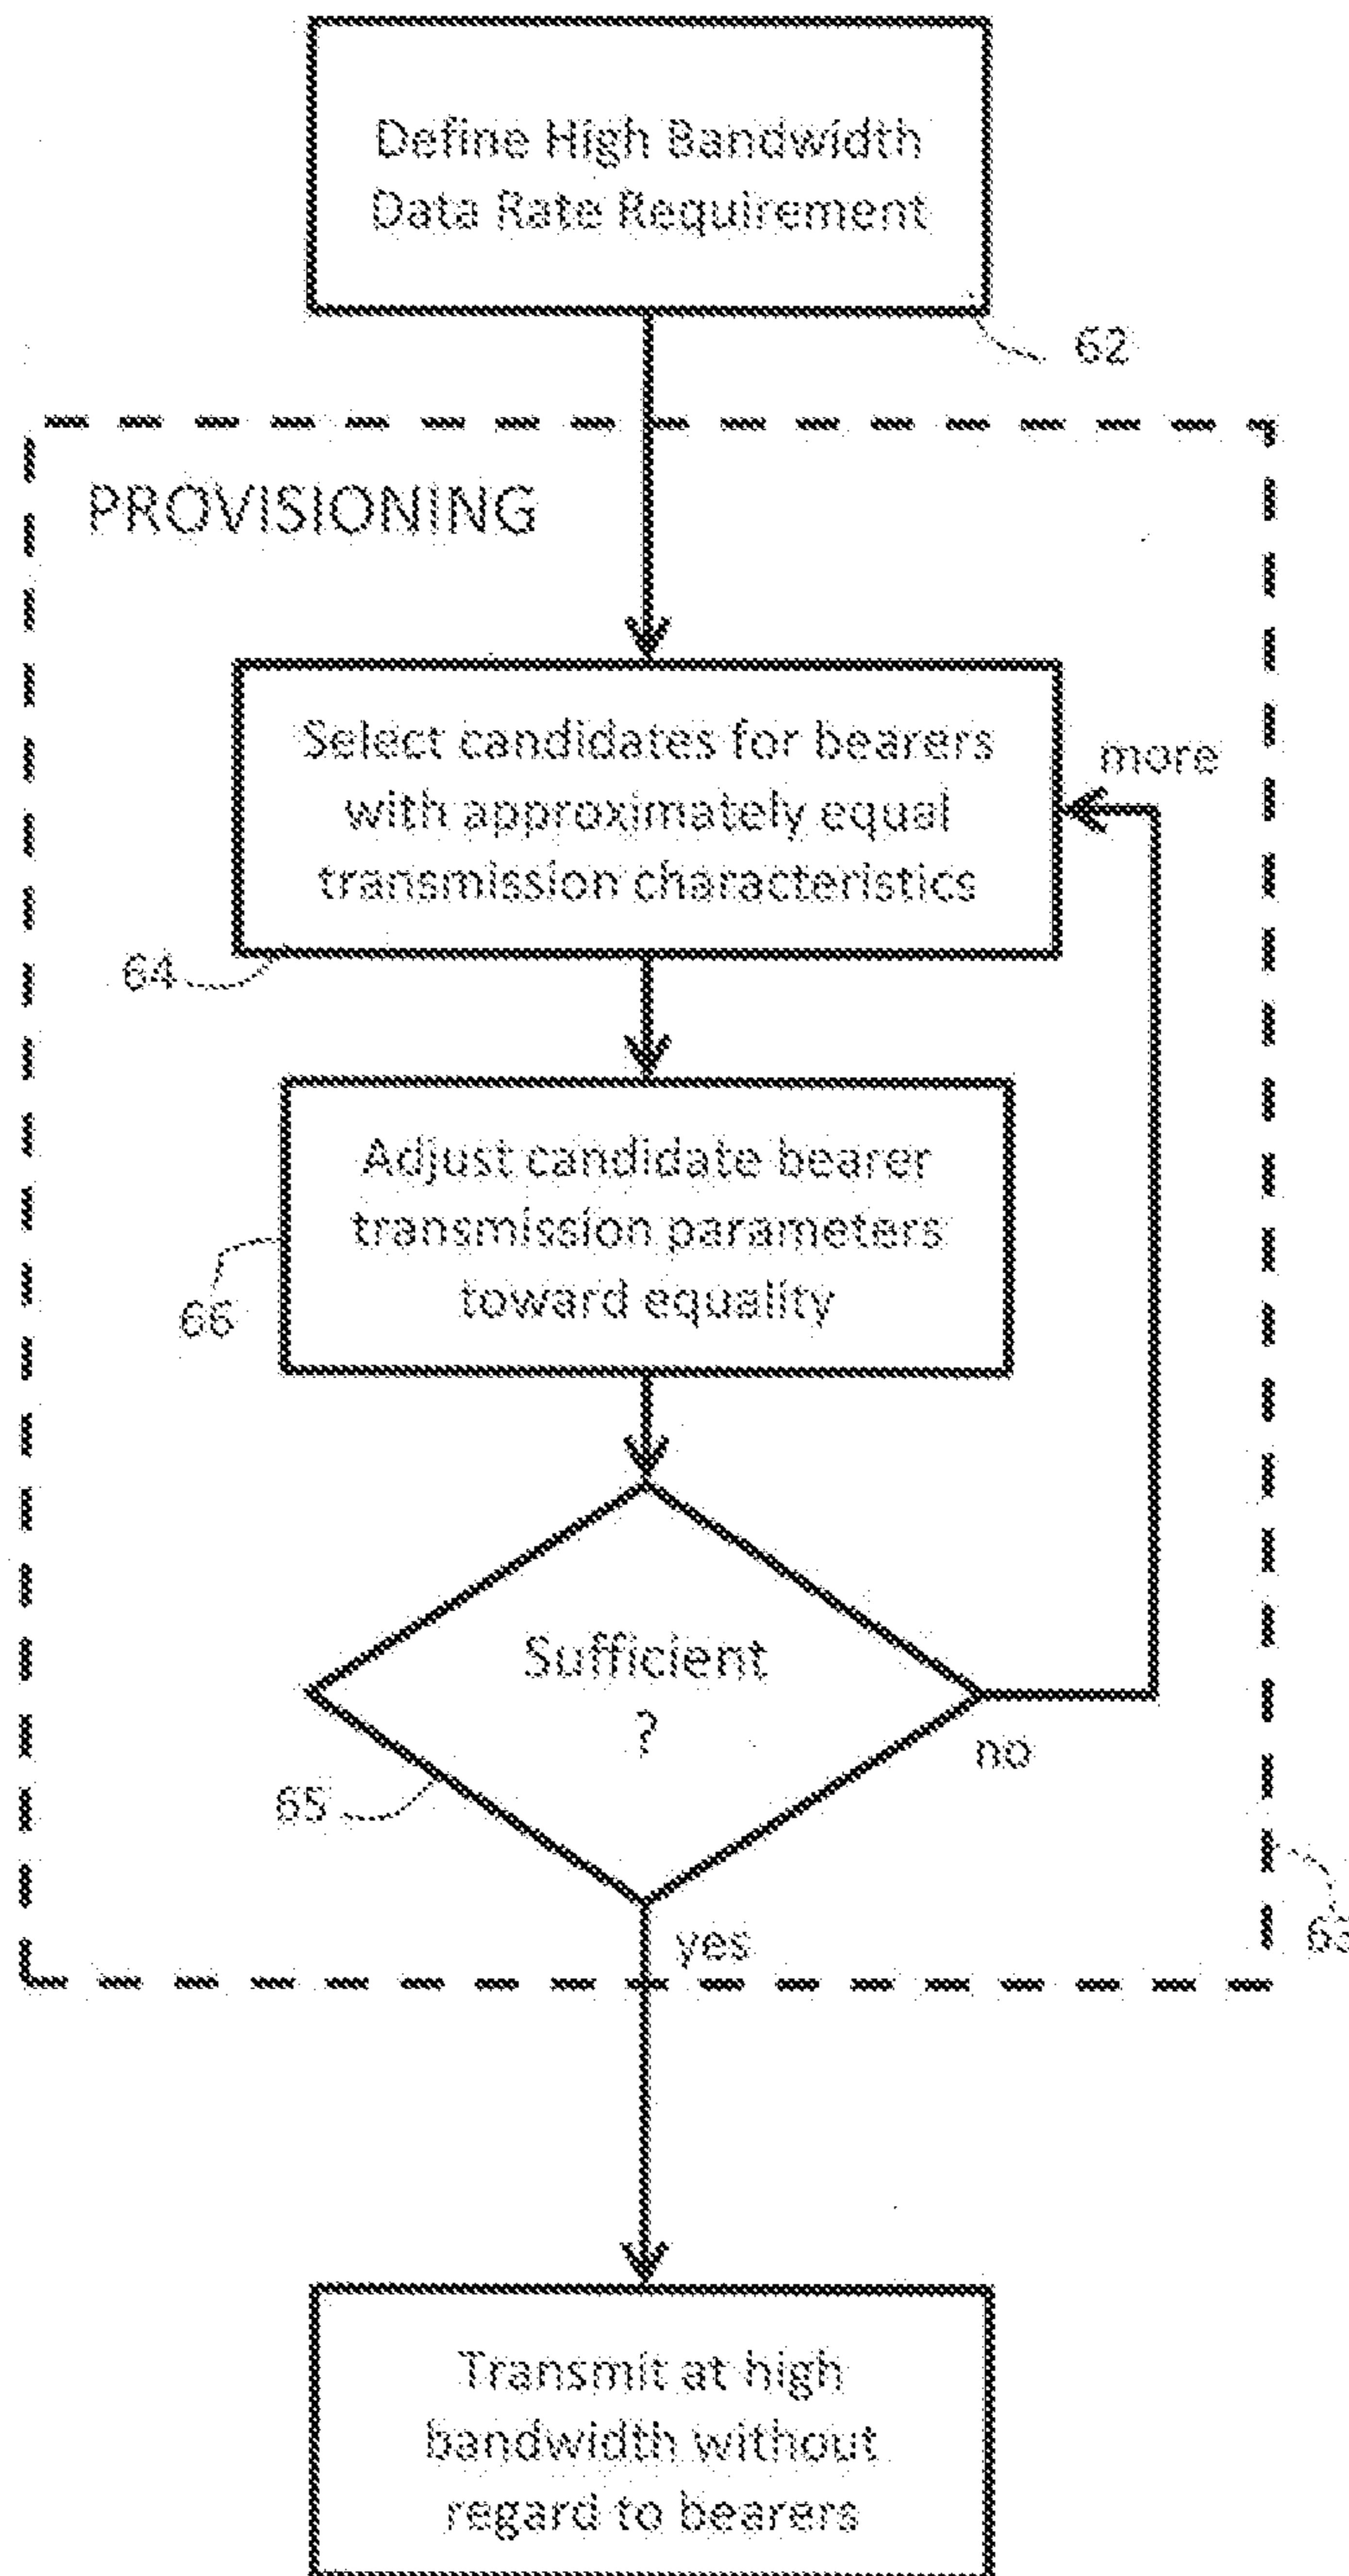 Define High Bandwidth
Data Rate Requirement
62
PROVISIONING
Select candidates for bearers
with approximately equal
transmission characteristics
more
64
Adjust candidate bearer
transmission parameters
toward equality
66
Sufficient
?
65
no
yes
Transmit at high
bandwidth without
regard to bearers